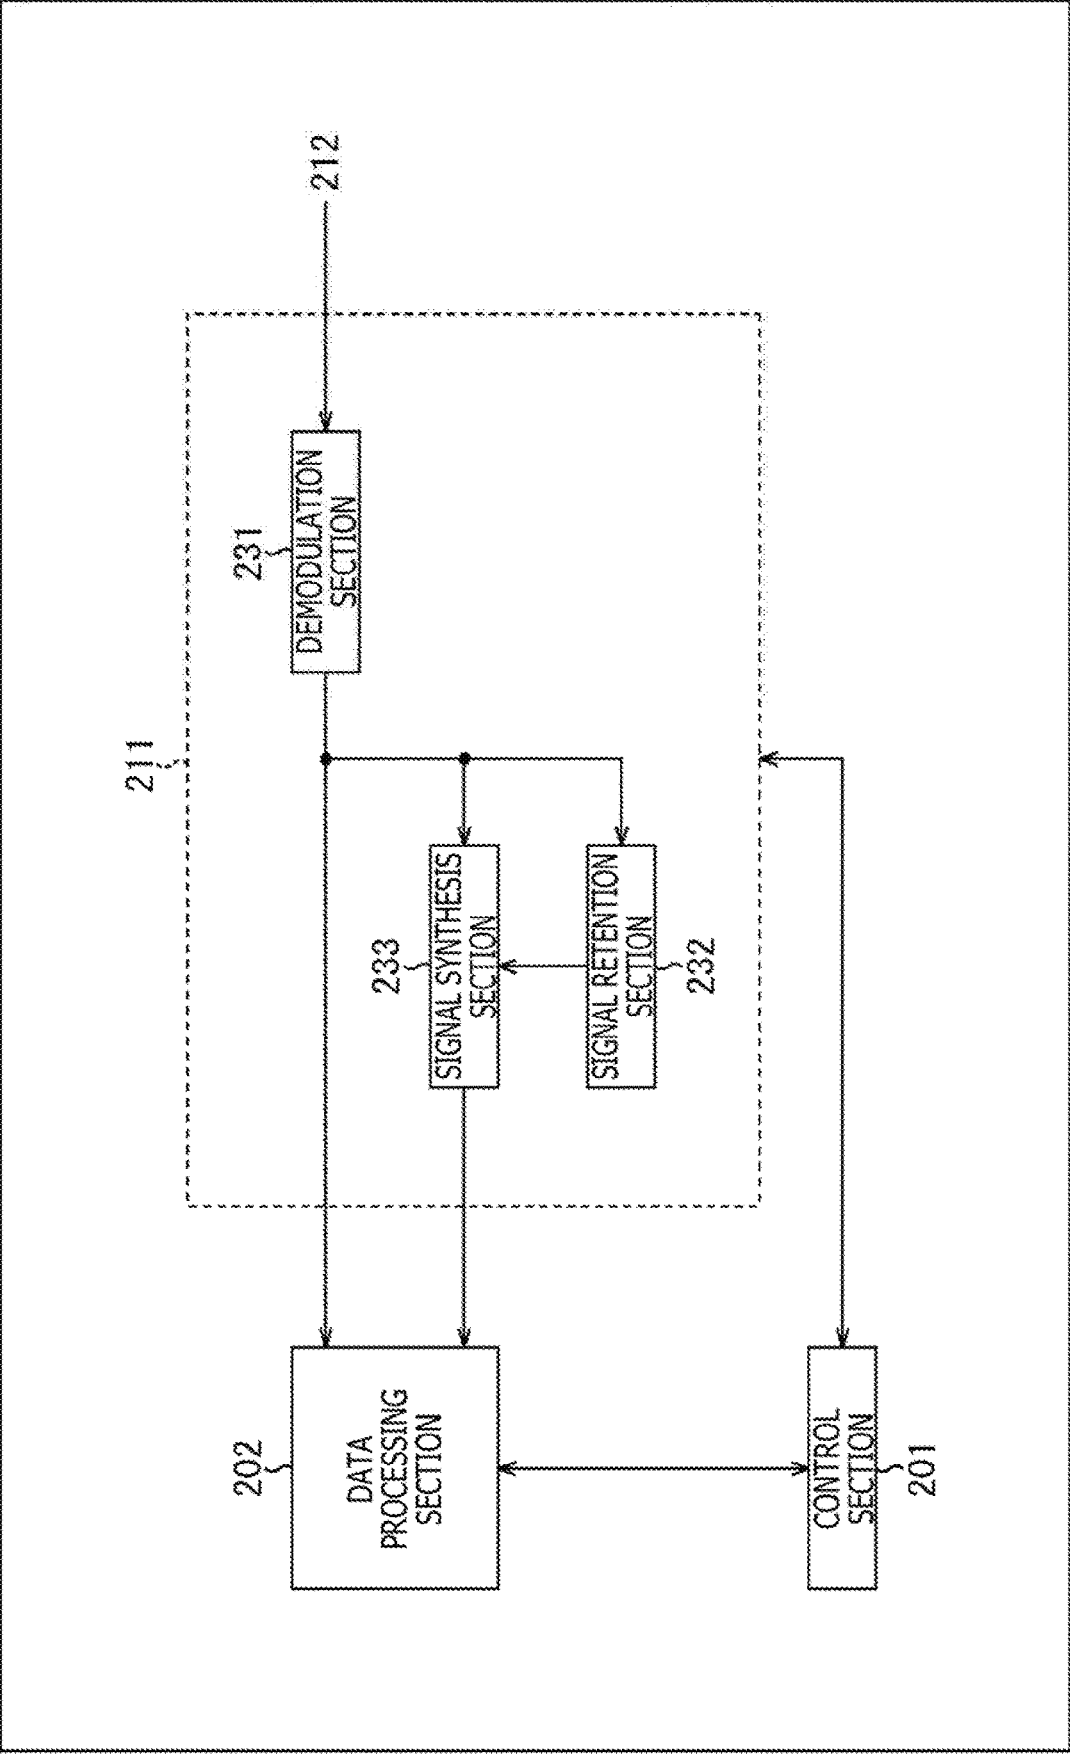 211
202
DATA
PROCESSING
SECTION
231
DEMODULATION
SECTION
212
233
SIGNAL SYNTHESIS
SECTION
SIGNAL RETENTION
SECTION
232
CONTROL
SECTION
201